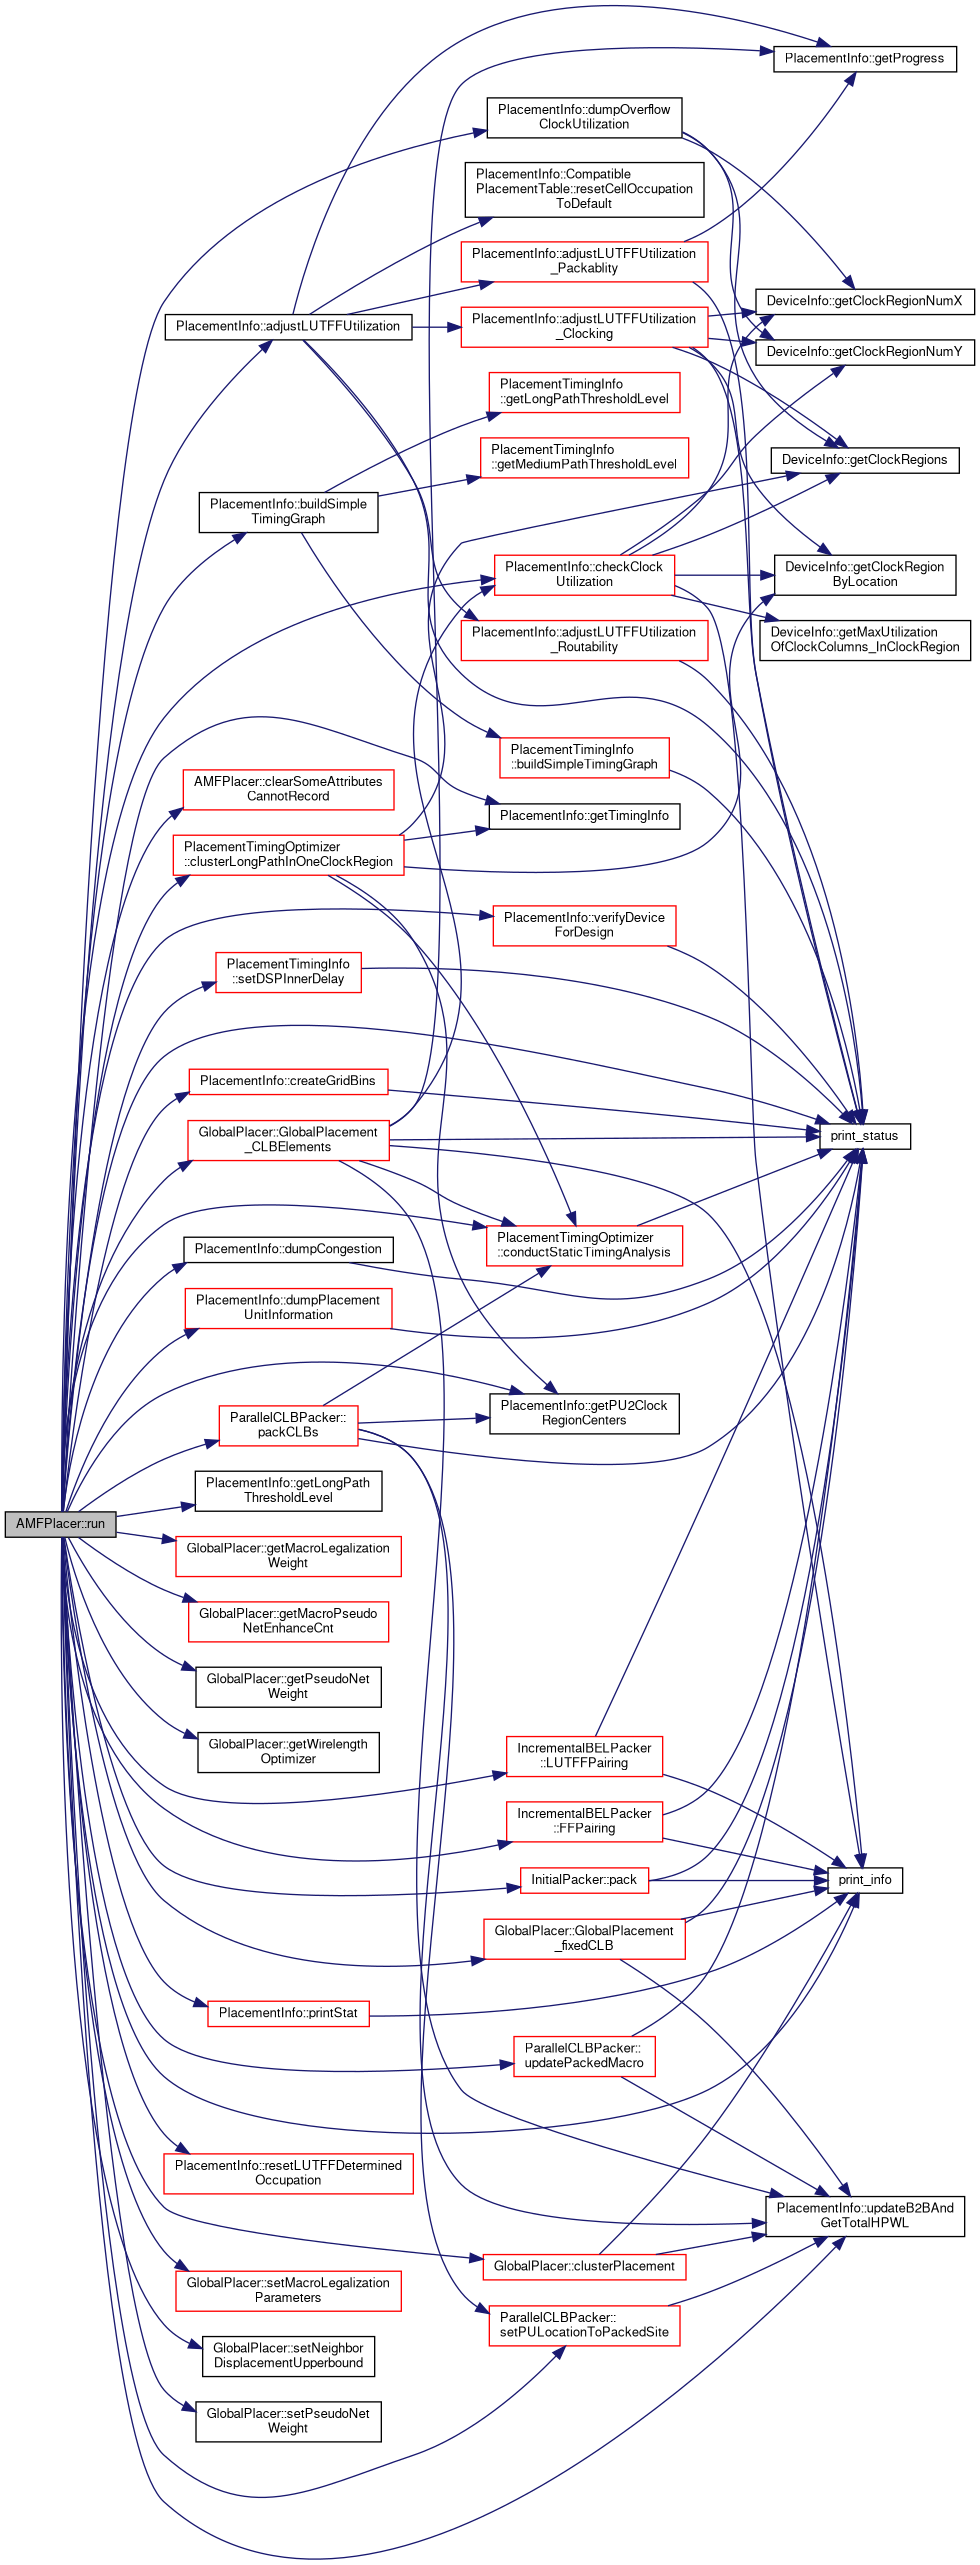 PlacementInfo::getProgress
PlacementInfo::dumpOverflow
ClockUtilization
PlacementInfo::Compatible
PlacementTable::resetCellOccupation
ToDefault
PlacementInfo::adjustLUTFFUtilization
_Packablity
DeviceInfo::getClockRegionNumX
PlacementInfo::adjustLUTFFUtilization
PlacementInfo::adjustLUTFFUtilization
_Clocking
DeviceInfo::getClockRegionNumY
PlacementTimingInfo
::getLongPathThresholdLevel
PlacementTimingInfo
::getMediumPathThresholdLevel
DeviceInfo::getClockRegions
PlacementInfo::buildSimple
TimingGraph
PlacementInfo::checkClock
Utilization
DeviceInfo::getClockRegion
ByLocation
PlacementInfo::adjustLUTFFUtilization
_Routability
DeviceInfo::getMaxUtilization
OfClockColumns_InClockRegion
PlacementTimingInfo
::buildSimpleTimingGraph
AMFPlacer::clearSomeAttributes
CannotRecord
PlacementInfo::getTimingInfo
PlacementTimingOptimizer
::clusterLongPathInOneClockRegion
PlacementInfo::verifyDevice
ForDesign
PlacementTimingInfo
::setDSPInnerDelay
PlacementInfo::createGridBins
GlobalPlacer::GlobalPlacement
_CLBElements
print_status
PlacementInfo::dumpCongestion
PlacementTimingOptimizer
::conductStaticTimingAnalysis
PlacementInfo::dumpPlacement
UnitInformation
PlacementInfo::getPU2Clock
RegionCenters
ParallelCLBPacker::
packCLBs
PlacementInfo::getLongPath
ThresholdLevel
AMFPlacer::run
GlobalPlacer::getMacroLegalization
Weight
GlobalPlacer::getMacroPseudo
NetEnhanceCnt
GlobalPlacer::getPseudoNet
Weight
GlobalPlacer::getWirelength
Optimizer
IncrementalBELPacker
::LUTFFPairing
IncrementalBELPacker
::FFPairing
InitialPacker::pack
print_info
GlobalPlacer::GlobalPlacement
_fixedCLB
PlacementInfo::printStat
ParallelCLBPacker::
updatePackedMacro
PlacementInfo::resetLUTFFDetermined
Occupation
PlacementInfo::updateB2BAnd
GetTotalHPWL
GlobalPlacer::clusterPlacement
GlobalPlacer::setMacroLegalization
Parameters
ParallelCLBPacker::
setPULocationToPackedSite
GlobalPlacer::setNeighbor
DisplacementUpperbound
GlobalPlacer::setPseudoNet
Weight